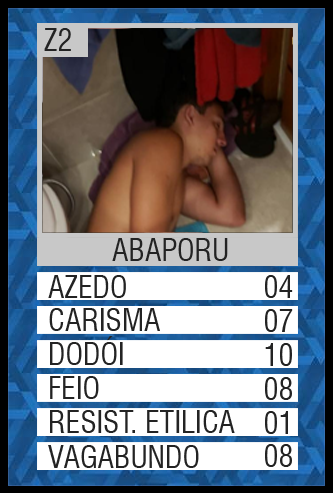 Z2
ABAPORU
AZEDO 04
CARISMA 07
DODÓI 10
FEIO 08
RESIST. ETILICA 01
VAGABUNDO 08